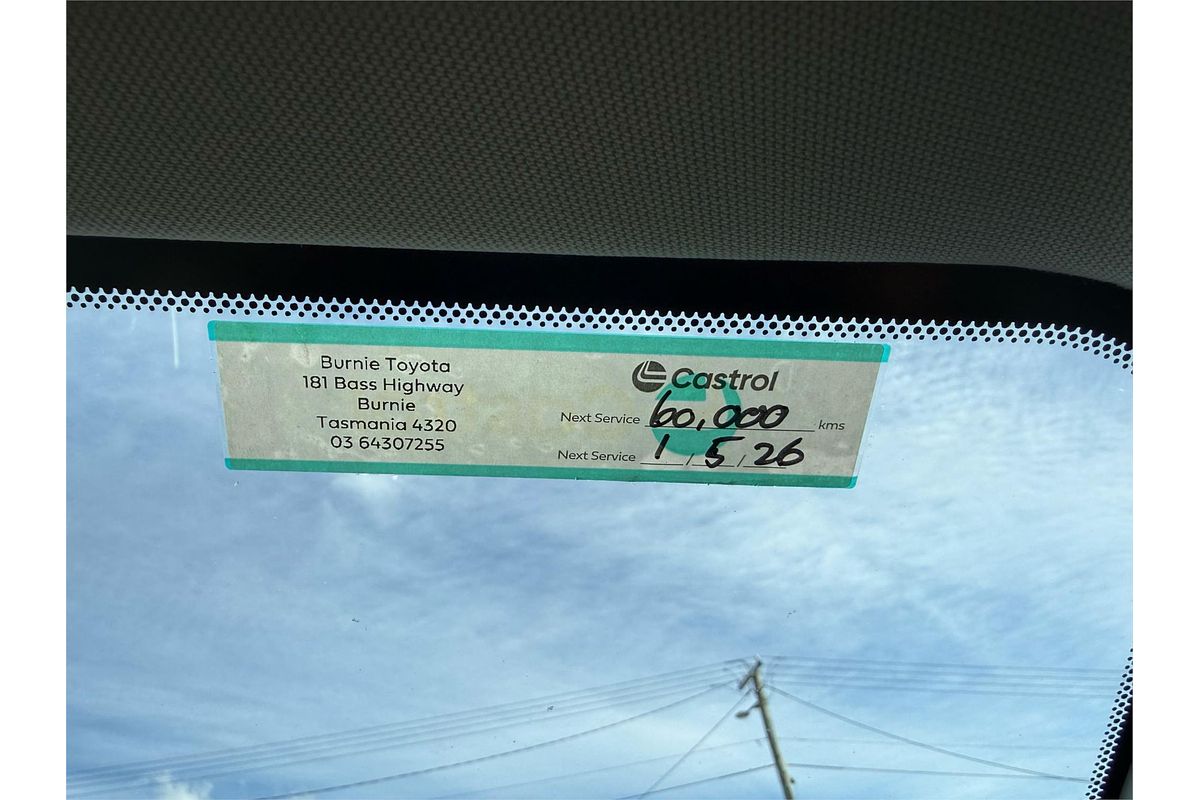 Burnie Toyota
181 Bass Highway
Burnie
Tasmania 4320
03 64307255
Castrol
Next Service 60,000 kms
Next Service 1 / 5 / 26